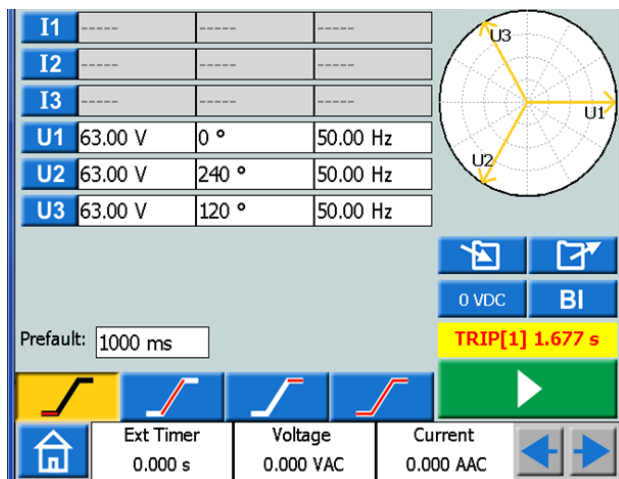 I1 ----- ----- -----
I2 ----- ----- -----
I3 ----- ----- -----
U1 63.00 V 0 ° 50.00 Hz
U2 63.00 V 240 ° 50.00 Hz
U3 63.00 V 120 ° 50.00 Hz
U3
U1
U2
0 VDC BI
Prefault: 1000 ms
TRIP[1] 1.677 s
Ext Timer Voltage Current
0.000 s 0.000 VAC 0.000 AAC